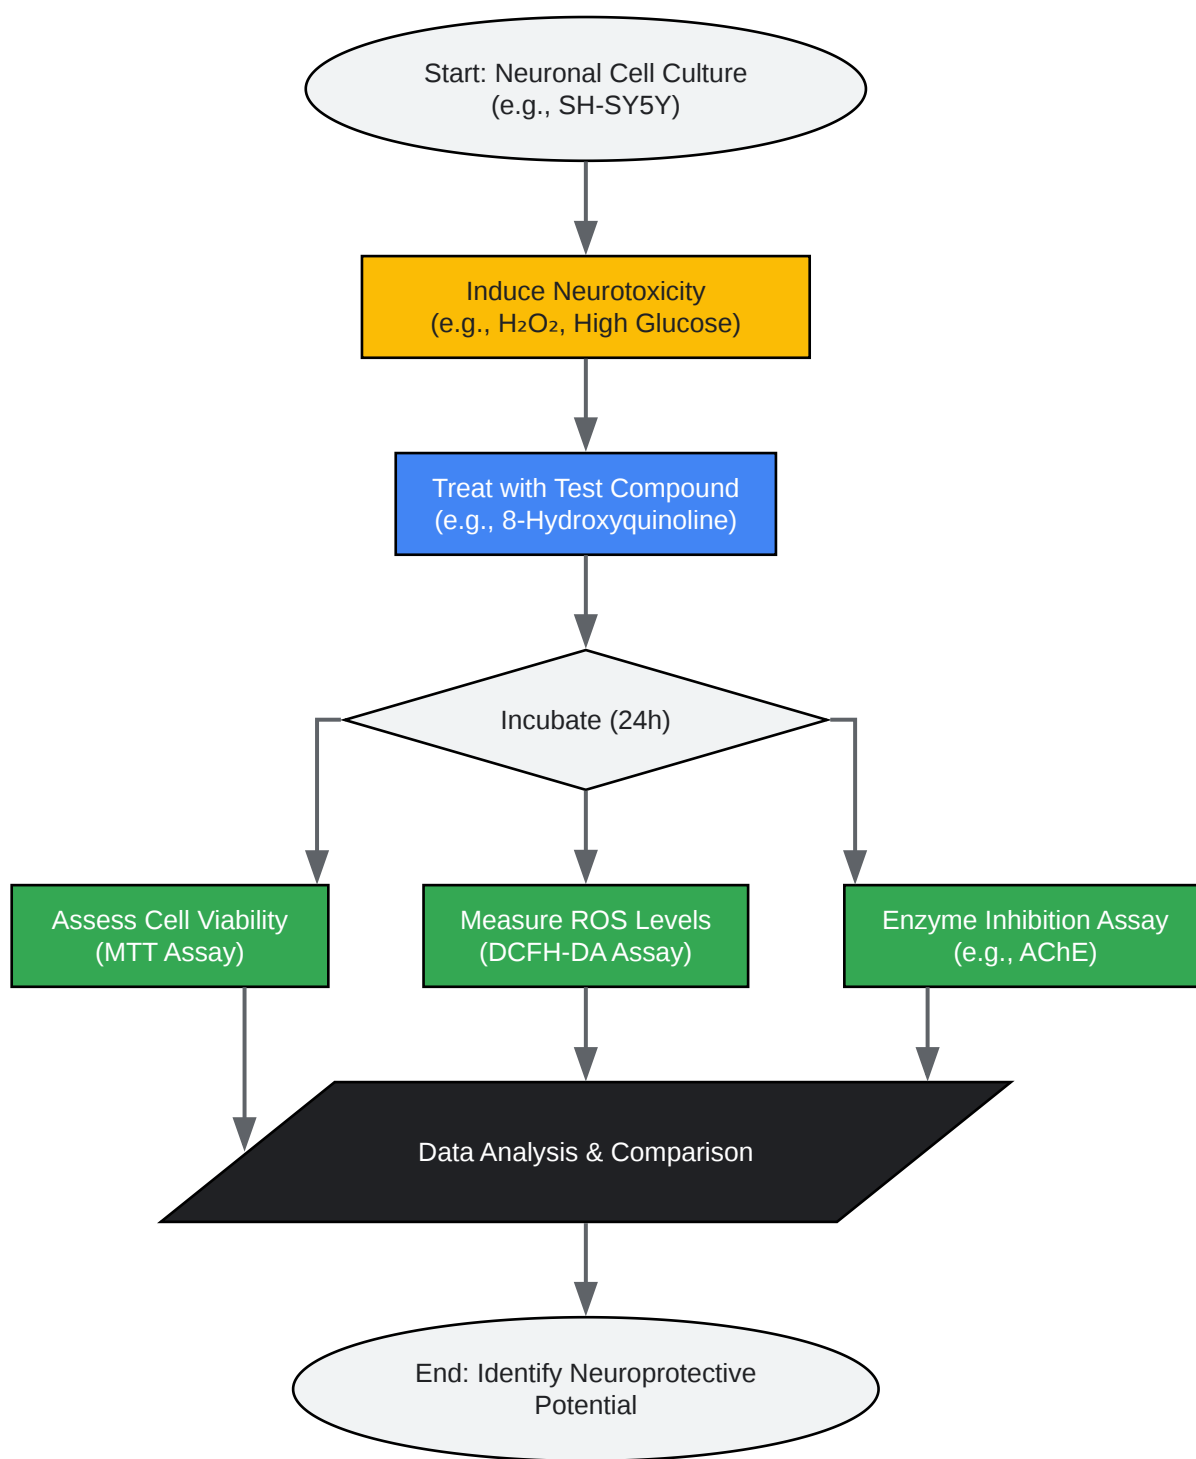 Start: Neuronal Cell Culture
(e.g., SH-SY5Y)
Induce Neurotoxicity
(e.g., H₂O₂, High Glucose)
Treat with Test Compound
(e.g., 8-Hydroxyquinoline)
Incubate (24h)
Assess Cell Viability
(MTT Assay)
Measure ROS Levels
(DCFH-DA Assay)
Enzyme Inhibition Assay
(e.g., AChE)
Data Analysis & Comparison
End: Identify Neuroprotective
Potential